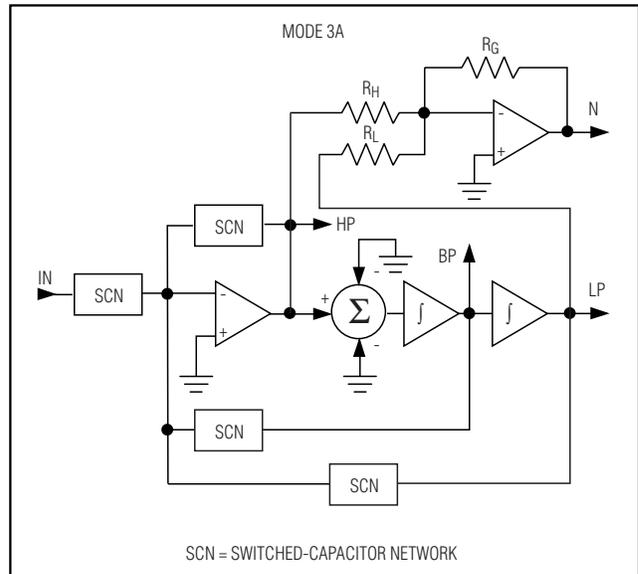 MODE 3A
RG
RH
N
-
RL
+
SCN
HP
BP
IN
SCN
-
-
LP
+
Σ
∫
∫
+
-
SCN
SCN
SCN = SWITCHED-CAPACITOR NETWORK